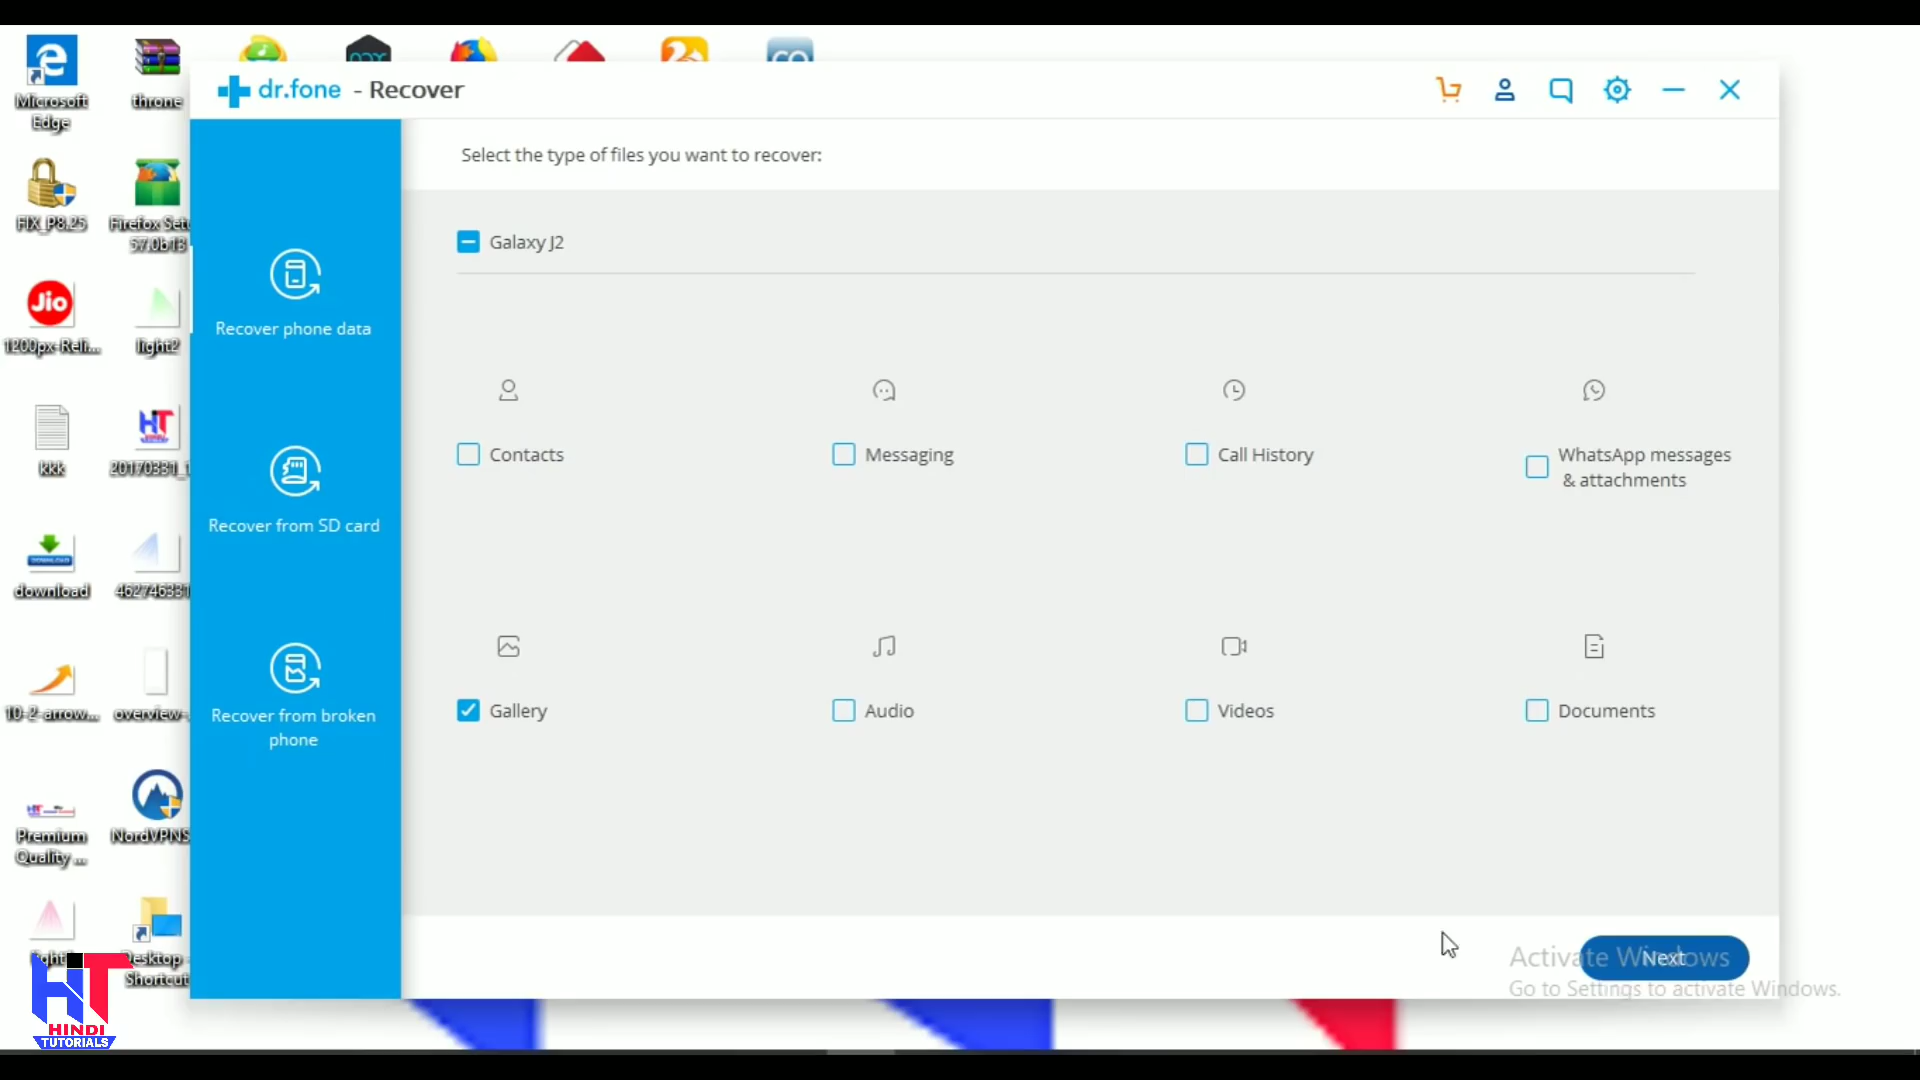 dr.fone - Recover
Select the type of files you want to recover:
Galaxy J2
Recover phone data
Recover from SD card
Recover from broken
phone
Contacts
Messaging
Call History
WhatsApp messages
& attachments
Gallery
Audio
Videos
Documents
Next
Activate Windows
Go to Settings to activate Windows.
Microsoft
Edge
throne
FIX_P8.25
Firefox Set
57.0b13
Jio
1200px-Reli...
light2
kkk
HT
20170331_1
download
462746331
10-2-arrow...
overview-
Premium
Quality ...
NordVPNS
Desktop -
Shortcut
HT
HINDI
TUTORIALS